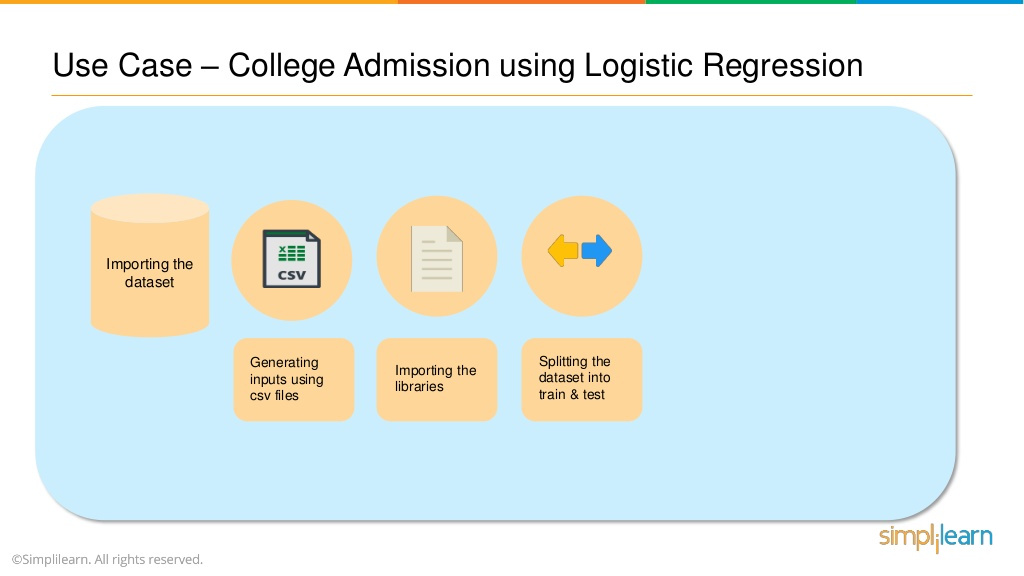 Use Case – College Admission using Logistic Regression
Importing the
dataset
CSV
Generating
inputs using
csv files
Importing the
libraries
Splitting the
dataset into
train & test
simplilearn
©Simplilearn. All rights reserved.